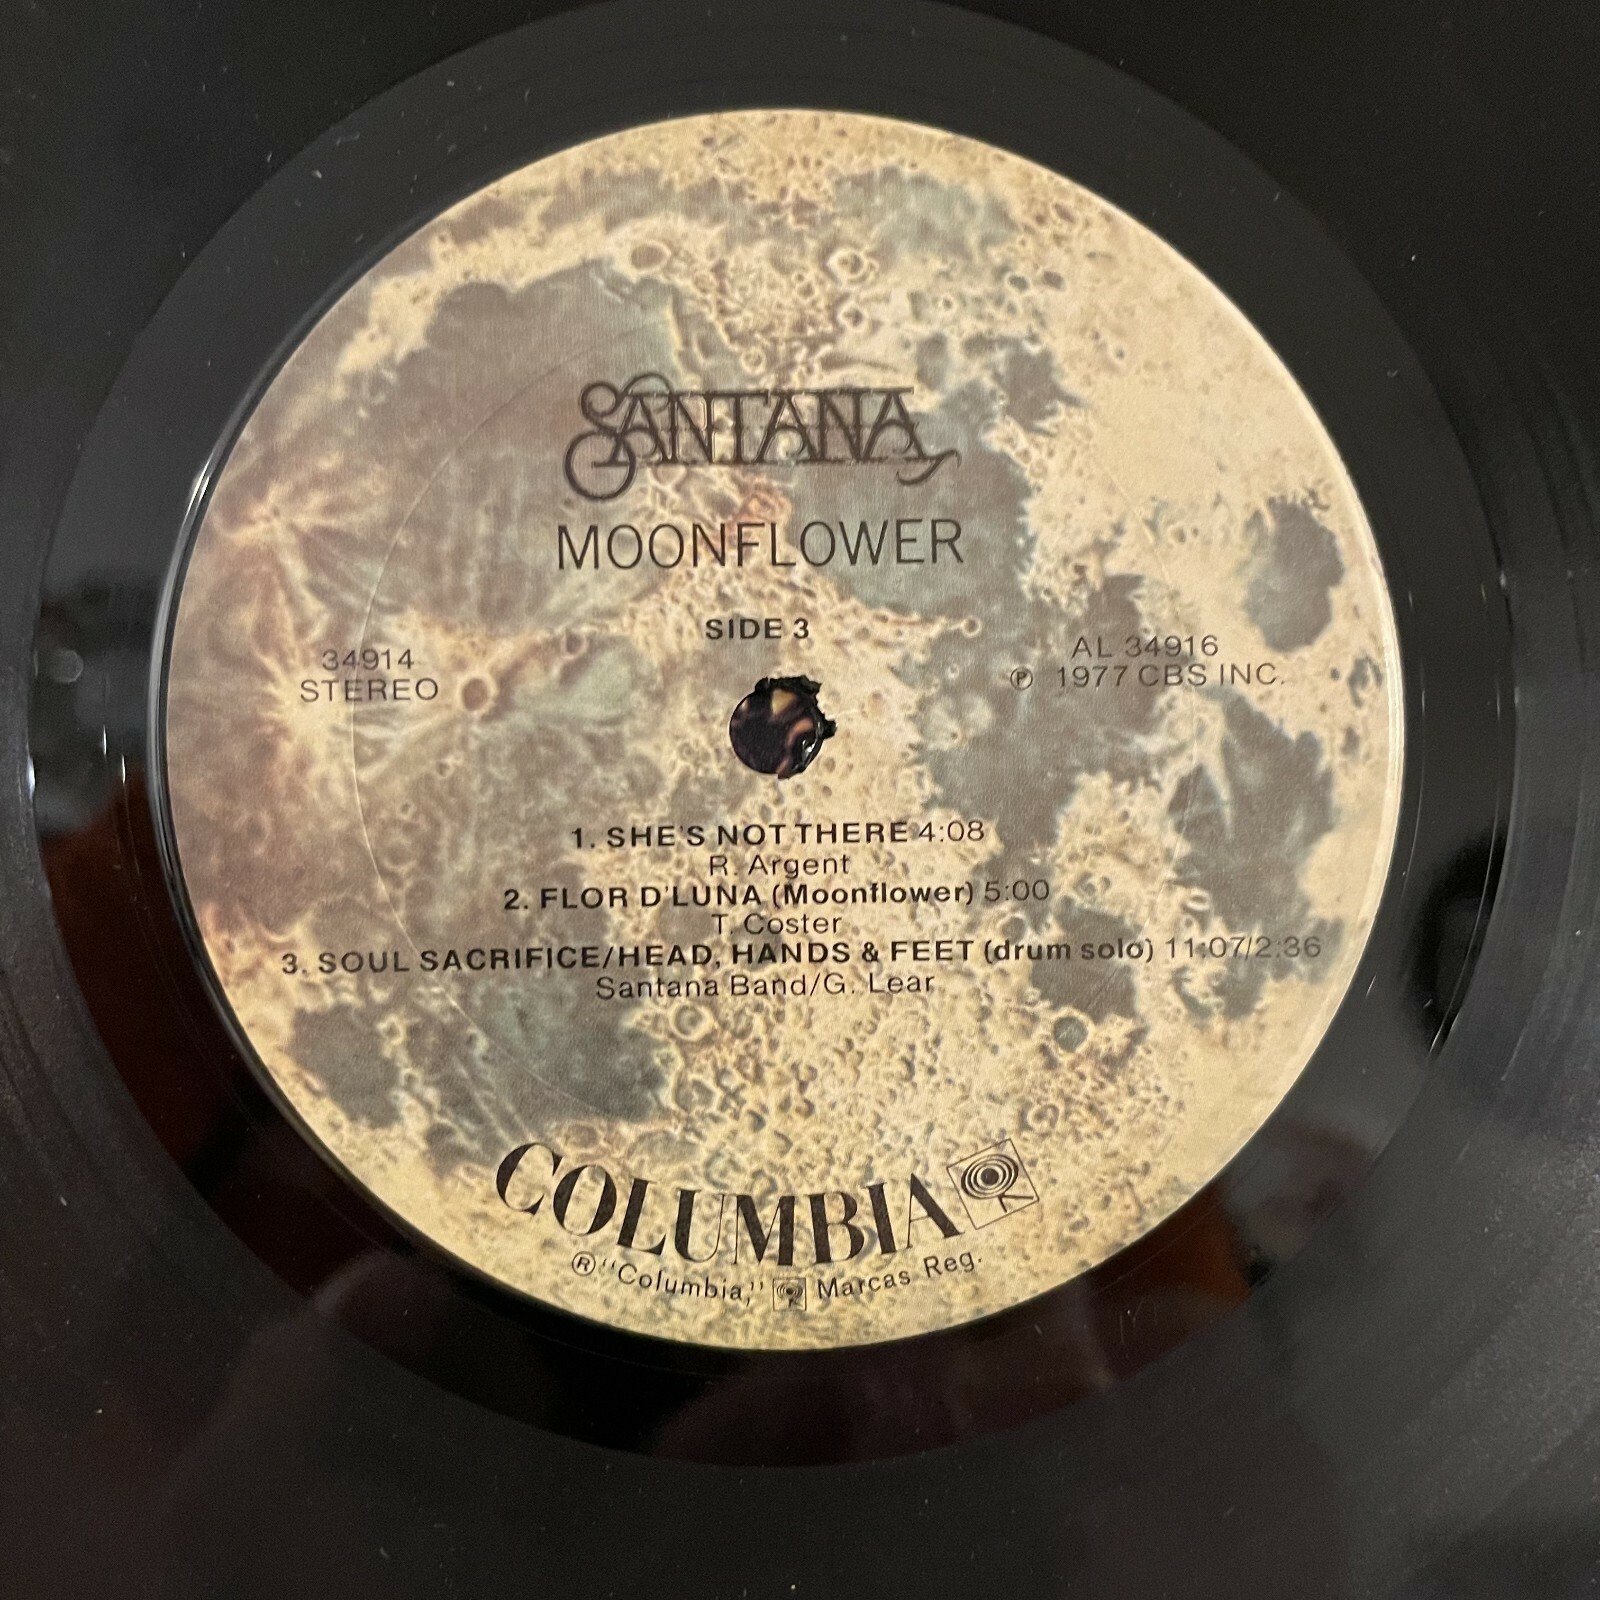 SANTANA
MOONFLOWER
SIDE 3
34914
STEREO
AL 34916
℗ 1977 CBS INC.
1. SHE'S NOT THERE 4:08
R. Argent
2. FLOR D'LUNA (Moonflower) 5:00
T. Coster
3. SOUL SACRIFICE/HEAD, HANDS & FEET (drum solo) 11:07/2:36
Santana Band/G. Lear
COLUMBIA
® "Columbia," Marcas Reg.